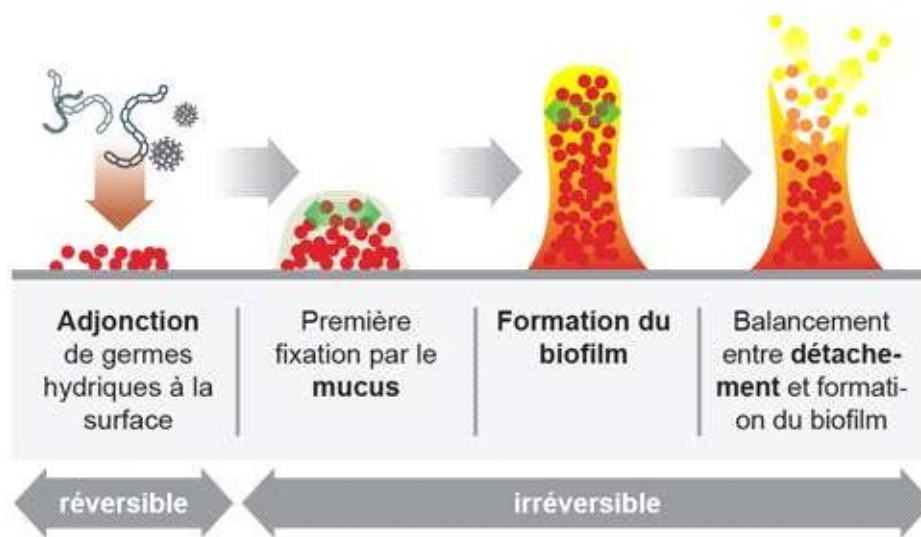 Adjonction
de germes
hydriques à la
surface
Première
fixation par le
mucus
Formation du
biofilm
Balancement
entre détache-
ment et formati-
on du biofilm
réversible
irréversible